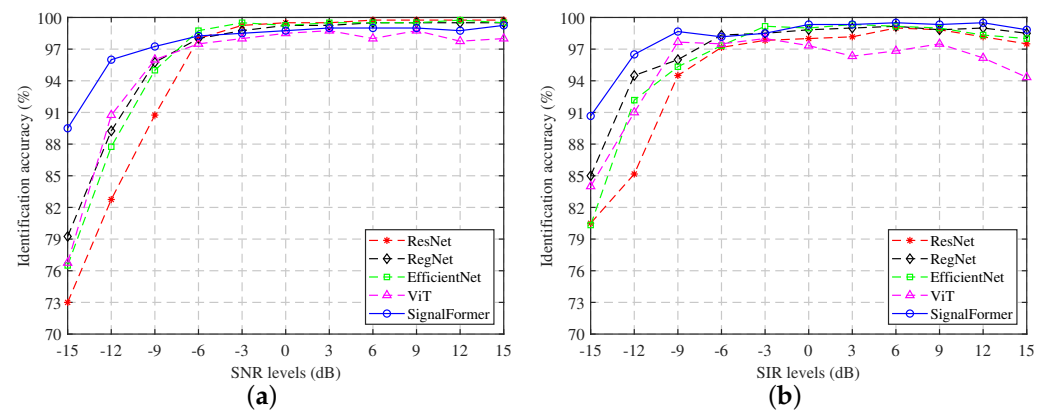 100
97
94
91
88
85
82
79
76
73
70
Identification accuracy (%)
-15 -12 -9 -6 -3 0 3 6 9 12 15
SNR levels (dB)
ResNet
RegNet
EfficientNet
ViT
SignalFormer
(a)
100
97
94
91
88
85
82
79
76
73
70
Identification accuracy (%)
-15 -12 -9 -6 -3 0 3 6 9 12 15
SIR levels (dB)
ResNet
RegNet
EfficientNet
ViT
SignalFormer
(b)